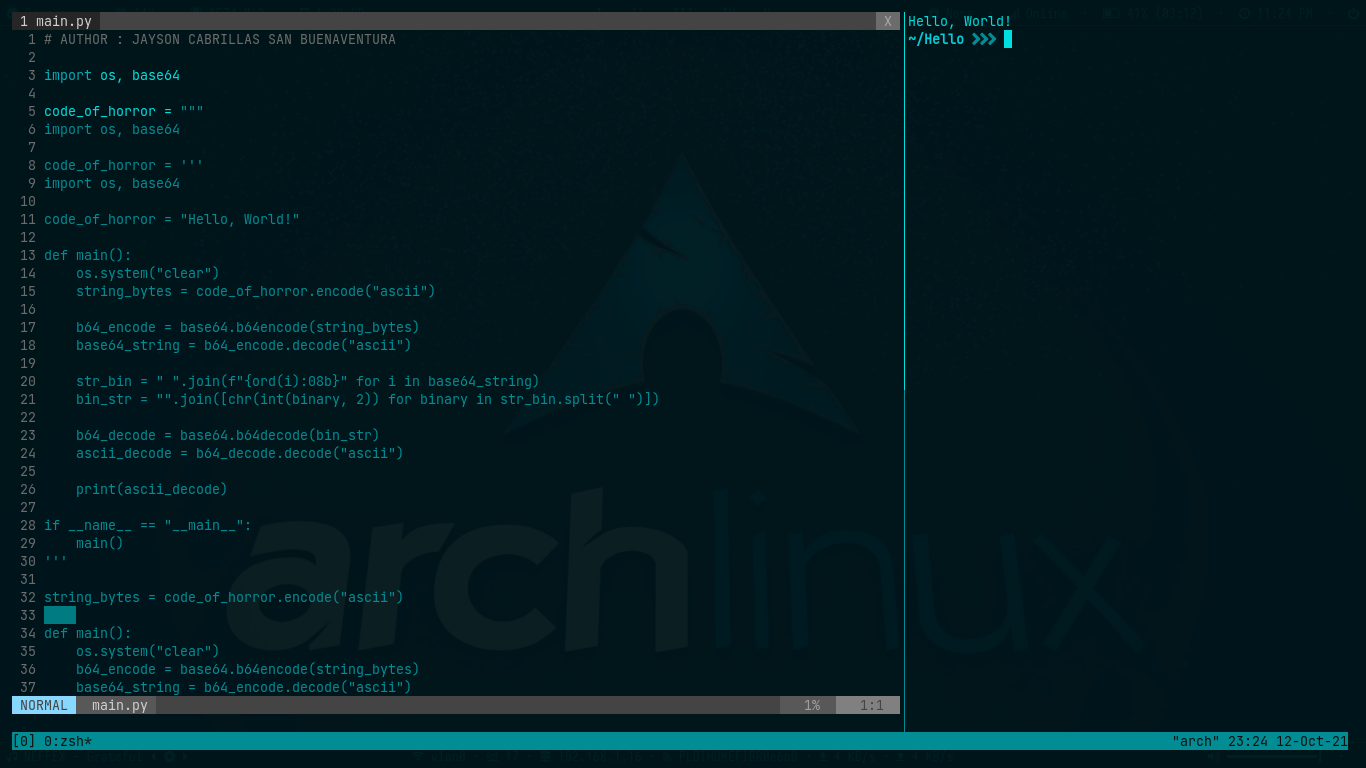 1 main.py X
1 # AUTHOR : JAYSON CABRILLAS SAN BUENAVENTURA
2
3 import os, base64
4
5 code_of_horror = """
6 import os, base64
7
8 code_of_horror = '''
9 import os, base64
10
11 code_of_horror = "Hello, World!"
12
13 def main():
14     os.system("clear")
15     string_bytes = code_of_horror.encode("ascii")
16
17     b64_encode = base64.b64encode(string_bytes)
18     base64_string = b64_encode.decode("ascii")
19
20     str_bin = " ".join(f"{ord(i):08b}" for i in base64_string)
21     bin_str = "".join([chr(int(binary, 2)) for binary in str_bin.split(" ")])
22
23     b64_decode = base64.b64decode(bin_str)
24     ascii_decode = b64_decode.decode("ascii")
25
26     print(ascii_decode)
27
28 if __name__ == "__main__":
29     main()
30 '''
31
32 string_bytes = code_of_horror.encode("ascii")
33
34 def main():
35     os.system("clear")
36     b64_encode = base64.b64encode(string_bytes)
37     base64_string = b64_encode.decode("ascii")
NORMAL main.py 1% 1:1
Hello, World!
~/Hello ❯❯❯
archlinux
[0] 0:zsh* "arch" 23:24 12-Oct-21